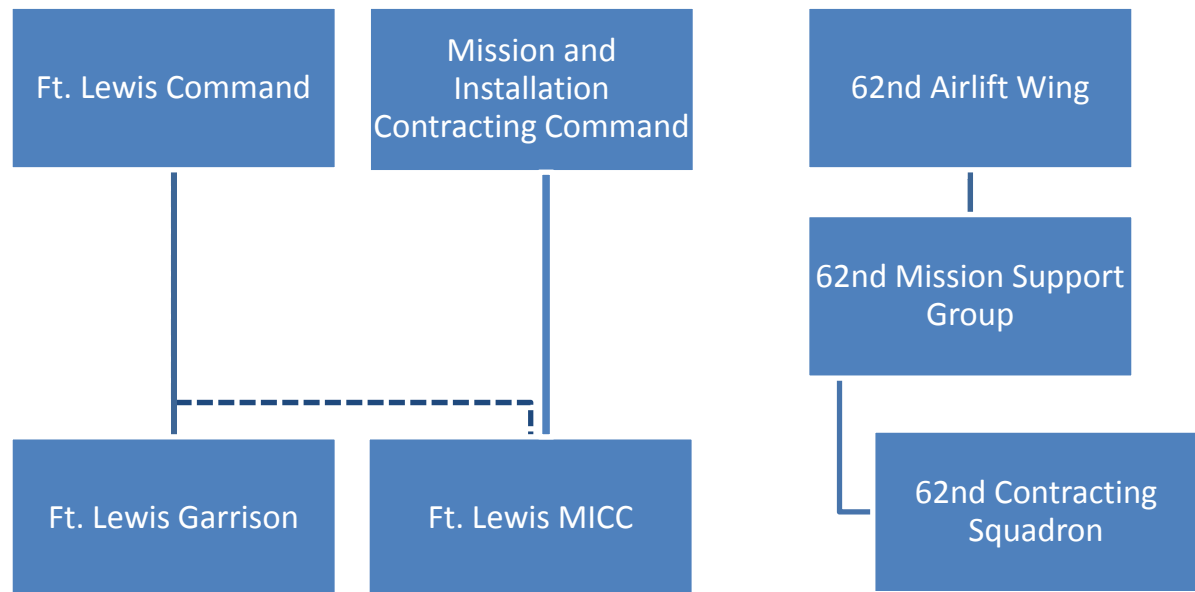 Ft. Lewis Command
Mission and
Installation
Contracting Command
62nd Airlift Wing
62nd Mission Support
Group
Ft. Lewis Garrison
Ft. Lewis MICC
62nd Contracting
Squadron